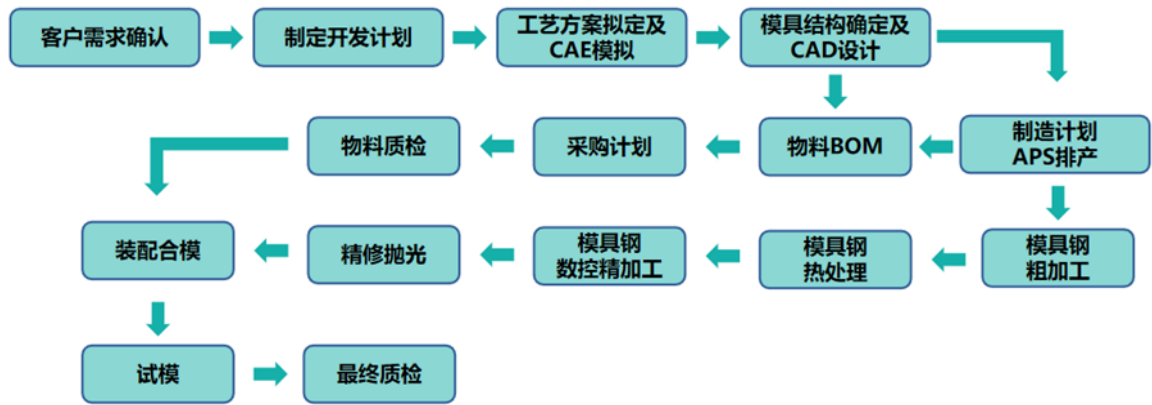 客户需求确认
制定开发计划
工艺方案拟定及
CAE模拟
模具结构确定及
CAD设计
物料质检
采购计划
物料BOM
制造计划
APS排产
装配合模
精修抛光
模具钢
数控精加工
模具钢
热处理
模具钢
粗加工
试模
最终质检